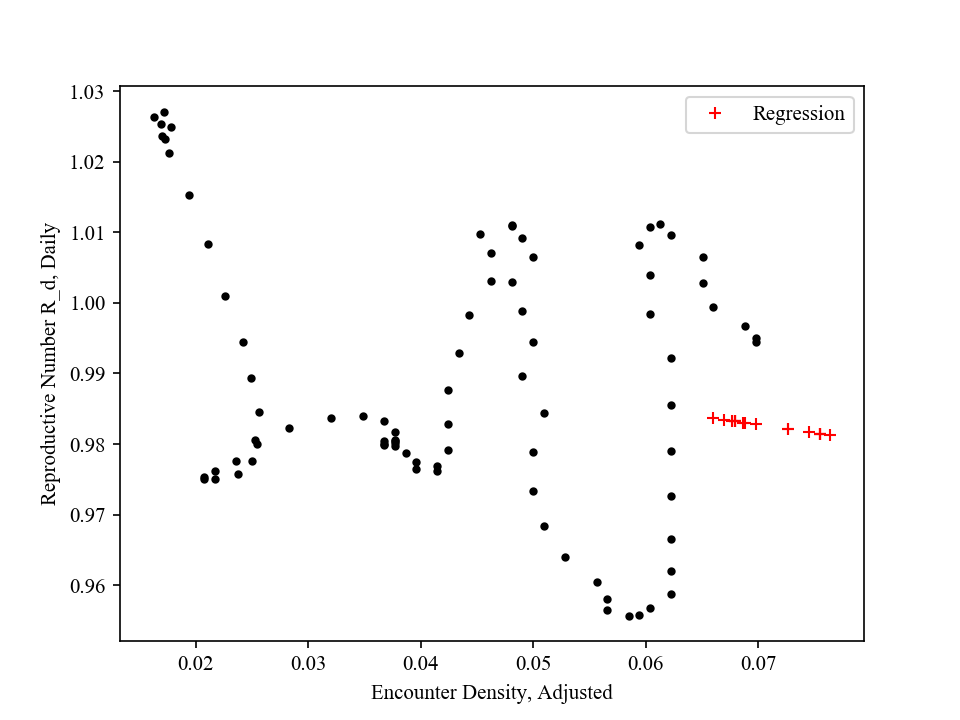 1.03
1.02
1.01
1.00
0.99
0.98
0.97
0.96
Reproductive Number R_d, Daily
Regression
0.02 0.03 0.04 0.05 0.06 0.07
Encounter Density, Adjusted